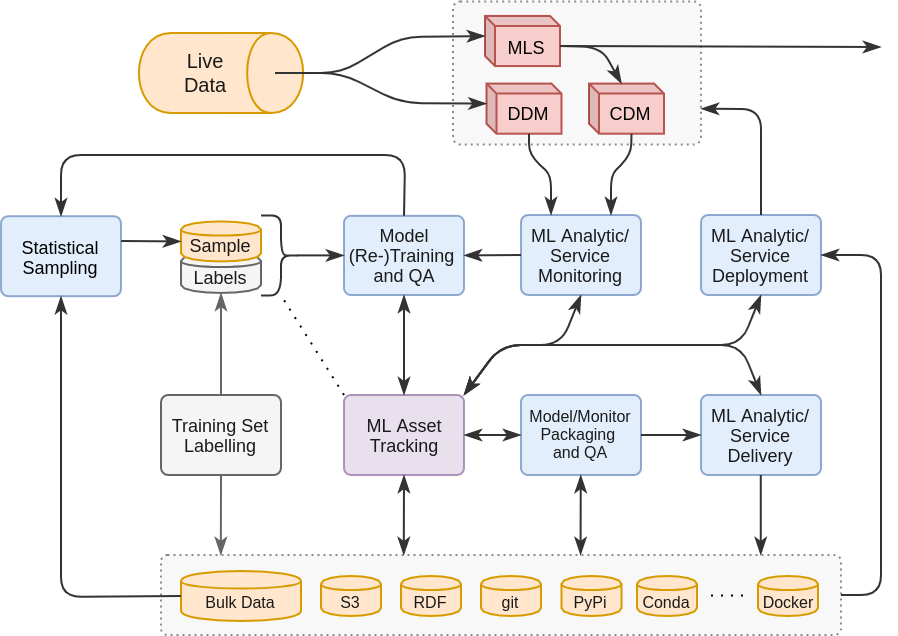 Live
Data
MLS
DDM
CDM
Statistical
Sampling
Sample
Labels
Model
(Re-)Training
and QA
ML Analytic/
Service
Monitoring
ML Analytic/
Service
Deployment
Training Set
Labelling
ML Asset
Tracking
Model/Monitor
Packaging
and QA
ML Analytic/
Service
Delivery
Bulk Data
S3
RDF
git
PyPi
Conda
Docker